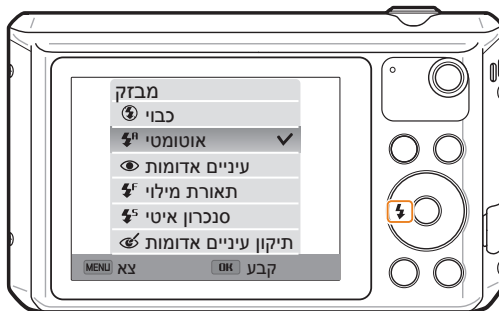 מבזק
כבוי
אוטומטי
עיניים אדומות
תאורת מילוי
סנכרון איטי
תיקון עיניים אדומות
צא MENU קבע OK